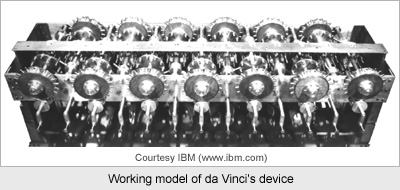 Courtesy IBM (www.ibm.com)
Working model of da Vinci's device